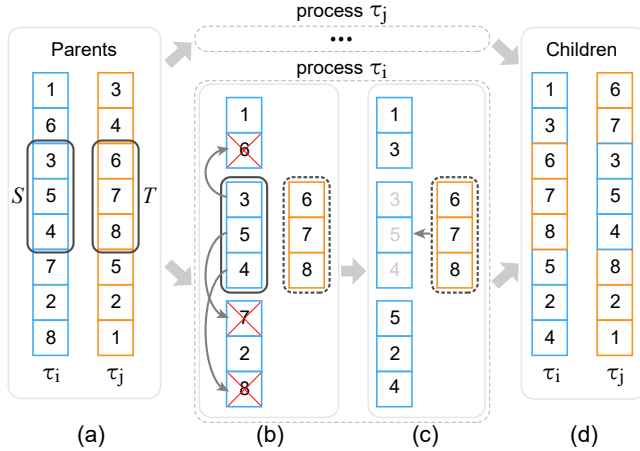 process τj
...
process τi
Parents
1 3
6 4
3 6
S 5 7 T
4 8
7 5
2 2
8 1
τi τj
(a)
1
6
3 6
5 7
4 8
7
2
8
(b)
1
3
3 6
5 7
4 8
5
2
4
(c)
Children
1 6
3 7
6 3
7 5
8 4
5 8
2 2
4 1
τi τj
(d)